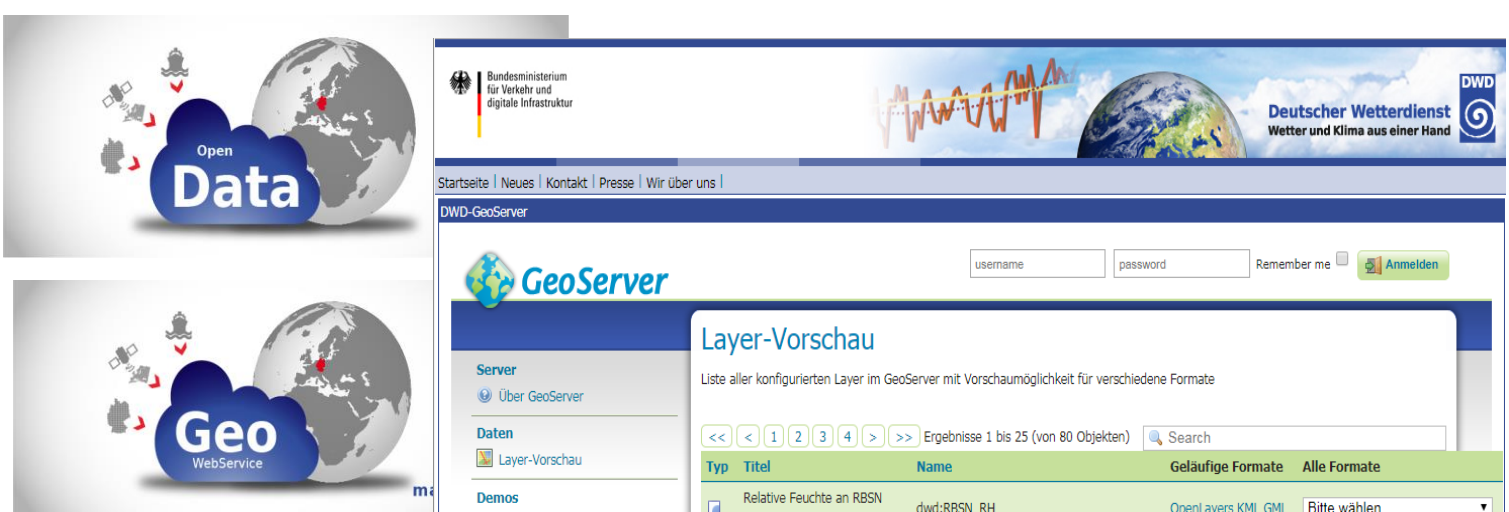 Open
Data
Geo
WebService
Bundesministerium
für Verkehr und
digitale Infrastruktur
DWD
Deutscher Wetterdienst
Wetter und Klima aus einer Hand
Startseite | Neues | Kontakt | Presse | Wir über uns |
DWD-GeoServer
GeoServer
username password Remember me Anmelden
Server
Über GeoServer
Daten
Layer-Vorschau
Demos
Layer-Vorschau
Liste aller konfigurierten Layer im GeoServer mit Vorschaumöglichkeit für verschiedene Formate
<< < 1 2 3 4 > >> Ergebnisse 1 bis 25 (von 80 Objekten) Search
Typ Titel Name Geläufige Formate Alle Formate
Relative Feuchte an RBSN
dwd:RBSN_RH OpenLayers KML GML Bitte wählen